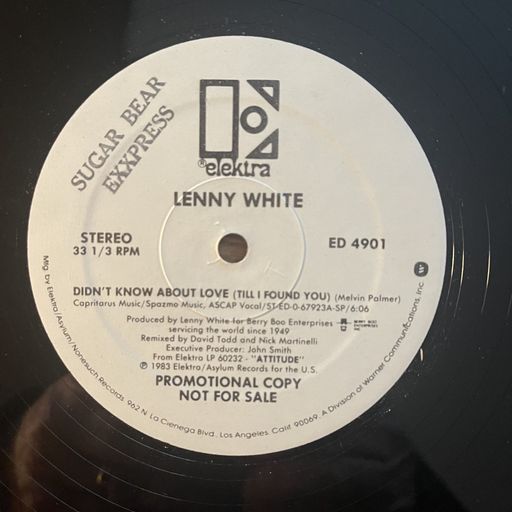 SUGAR BEAR
EXXPRESS
® elektra
LENNY WHITE
STEREO
33 1/3 RPM
ED 4901
DIDN'T KNOW ABOUT LOVE (TILL I FOUND YOU) (Melvin Palmer)
Capritarus Music/Spazmo Music, ASCAP Vocal/ST-ED-0-67923A-SP/6:06
Produced by Lenny White for Berry Boo Enterprises
servicing the world since 1949
BERRY BOO
ENTERPRISES
INC.
Remixed by David Todd and Nick Martinelli
Executive Producer: John Smith
From Elektra LP 60232 - "ATTITUDE"
℗ 1983 Elektra/Asylum Records for the U.S.
PROMOTIONAL COPY
NOT FOR SALE
Mfg by Elektra/Asylum/Nonesuch Records. 962 N. La Cienega Blvd., Los Angeles, Calif. 90069. A Division of Warner Communications, Inc.